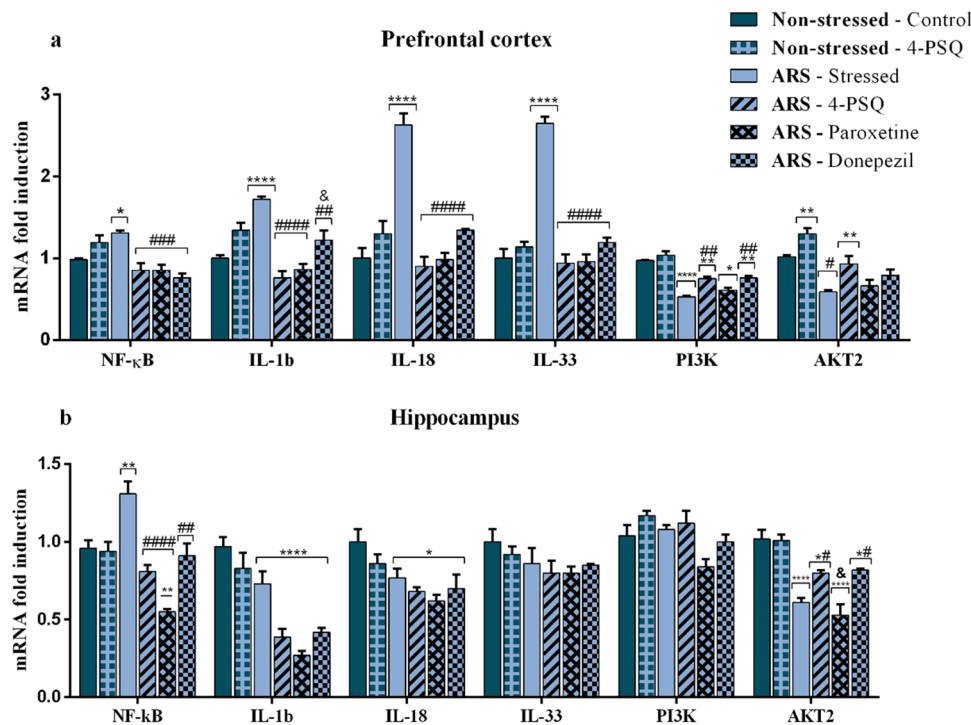 a
Prefrontal cortex
Non-stressed - Control
Non-stressed - 4-PSQ
ARS - Stressed
ARS - 4-PSQ
ARS - Paroxetine
ARS - Donepezil
mRNA fold induction
3
2
1
0
*
###
****
####
&
##
****
####
****
####
****
##
**
*
##
**
**
#
**
NF-κB IL-1b IL-18 IL-33 PI3K AKT2
b
Hippocampus
mRNA fold induction
1.5
1.0
0.5
0.0
**
####
**
##
****
*
****
*#
&
****
*#
NF-kB IL-1b IL-18 IL-33 PI3K AKT2